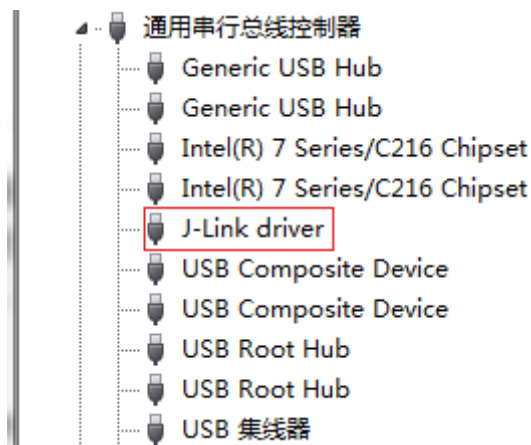 通用串行总线控制器
Generic USB Hub
Generic USB Hub
Intel(R) 7 Series/C216 Chipset
Intel(R) 7 Series/C216 Chipset
J-Link driver
USB Composite Device
USB Composite Device
USB Root Hub
USB Root Hub
USB 集线器